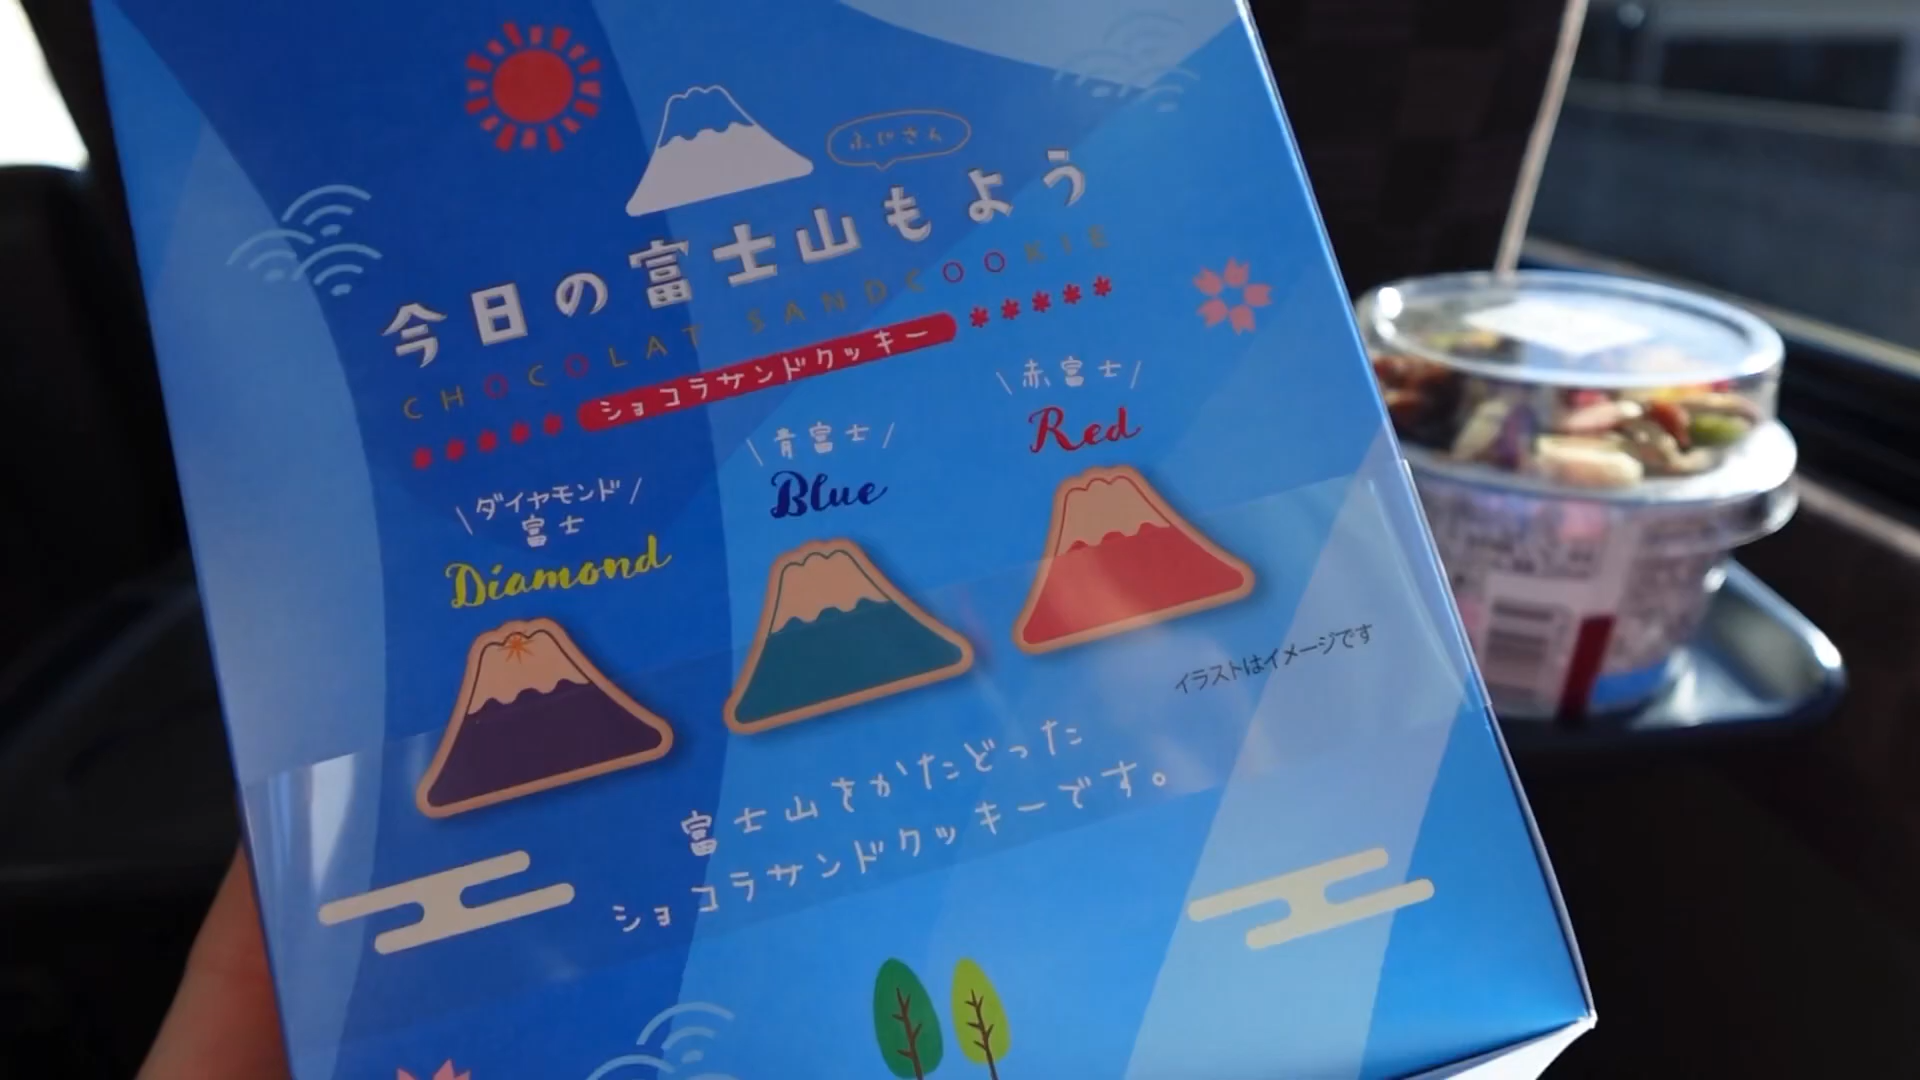 ふじさん
今日の富士山もよう
CHOCOLAT SANDCOOKIE
***** ショコラサンドクッキー *****
\ダイヤモンド/
富士
Diamond
\青富士/
Blue
\赤富士/
Red
イラストはイメージです
富士山をかたどった
ショコラサンドクッキーです。